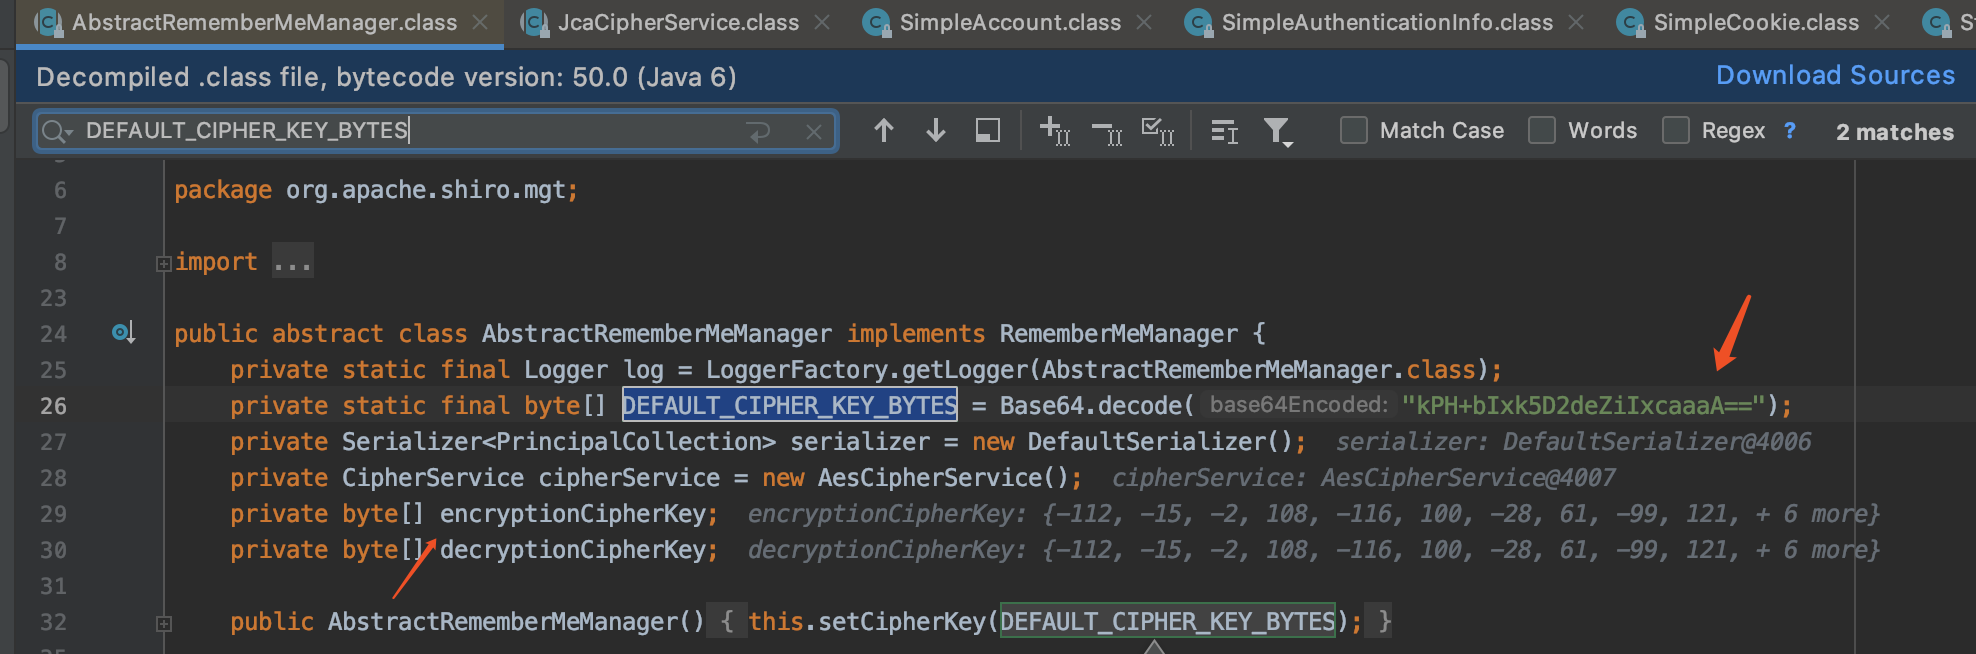 AbstractRememberMeManager.class JcaCipherService.class SimpleAccount.class SimpleAuthenticationInfo.class SimpleCookie.class
Decompiled .class file, bytecode version: 50.0 (Java 6) Download Sources
DEFAULT_CIPHER_KEY_BYTES Match Case Words Regex ? 2 matches
6 package org.apache.shiro.mgt;
7
8 import ...
23
24 public abstract class AbstractRememberMeManager implements RememberMeManager {
25 private static final Logger log = LoggerFactory.getLogger(AbstractRememberMeManager.class);
26 private static final byte[] DEFAULT_CIPHER_KEY_BYTES = Base64.decode( base64Encoded: "kPH+bIxk5D2deZiIxcaaaA==");
27 private Serializer<PrincipalCollection> serializer = new DefaultSerializer(); serializer: DefaultSerializer@4006
28 private CipherService cipherService = new AesCipherService(); cipherService: AesCipherService@4007
29 private byte[] encryptionCipherKey; encryptionCipherKey: {-112, -15, -2, 108, -116, 100, -28, 61, -99, 121, + 6 more}
30 private byte[] decryptionCipherKey; decryptionCipherKey: {-112, -15, -2, 108, -116, 100, -28, 61, -99, 121, + 6 more}
31
32 public AbstractRememberMeManager() { this.setCipherKey(DEFAULT_CIPHER_KEY_BYTES); }